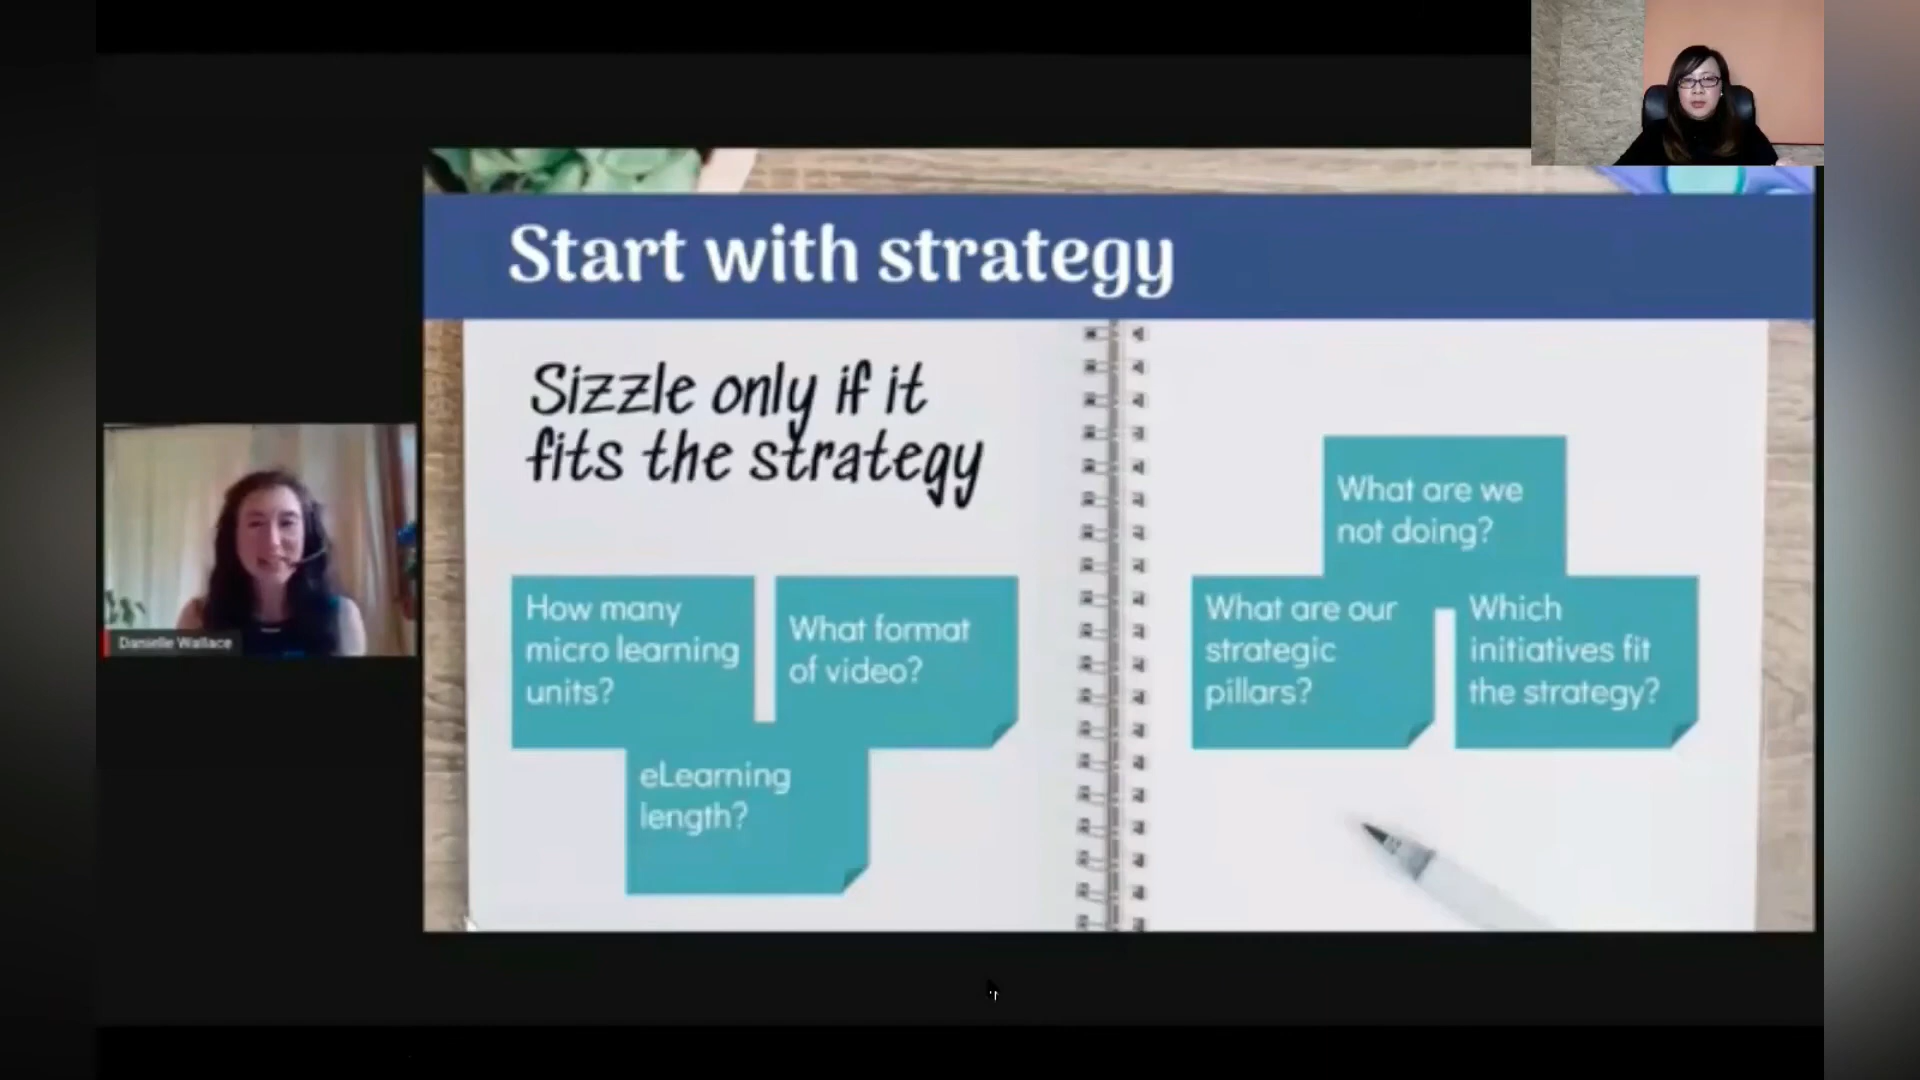 Start with strategy
Sizzle only if it
fits the strategy
How many
micro learning
units?
What format
of video?
eLearning
length?
What are we
not doing?
What are our
strategic
pillars?
Which
initiatives fit
the strategy?
Danielle Wallace